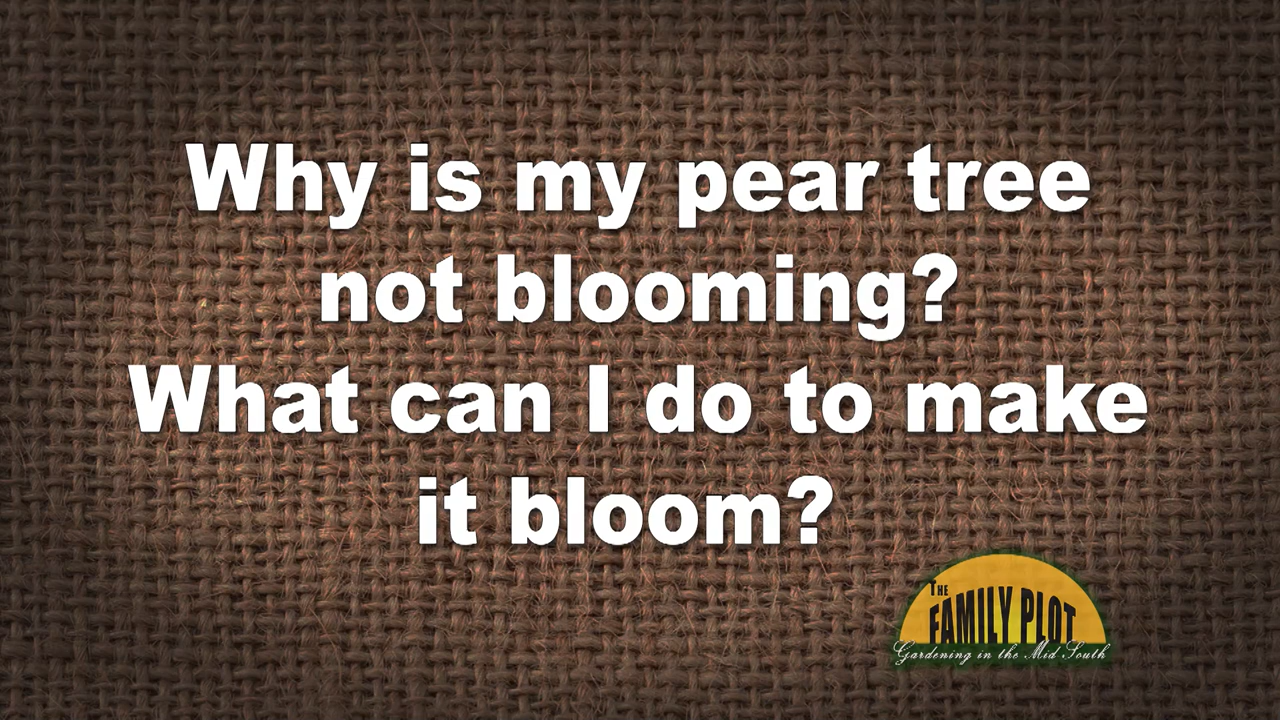 Why is my pear tree
not blooming?
What can I do to make
it bloom?
THE
FAMILY PLOT
Gardening in the Mid South